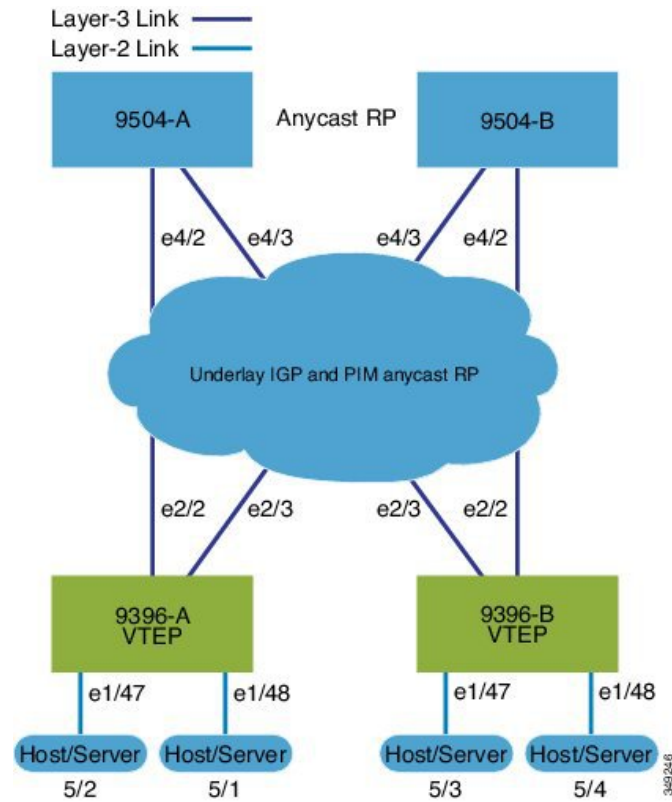 Layer-3 Link
Layer-2 Link
9504-A
Anycast RP
9504-B
e4/2
e4/3
e4/3
e4/2
Underlay IGP and PIM anycast RP
e2/2
e2/3
e2/3
e2/2
9396-A
VTEP
9396-B
VTEP
e1/47
e1/48
e1/47
e1/48
Host/Server
Host/Server
Host/Server
Host/Server
5/2
5/1
5/3
5/4
349246